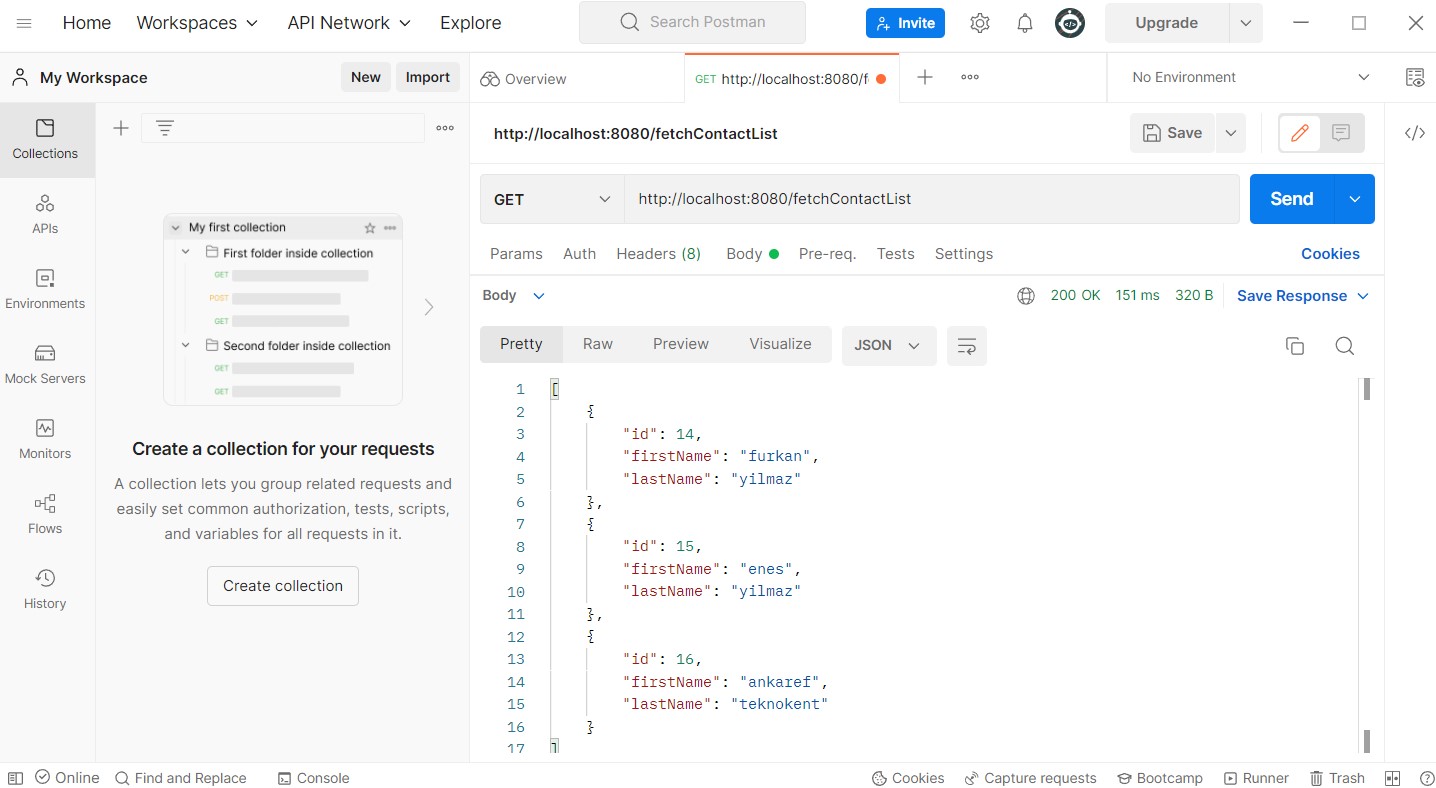 Home Workspaces API Network Explore Search Postman Invite Upgrade
My Workspace New Import
Overview GET http://localhost:8080/f No Environment
Collections
APIs
Environments
Mock Servers
Monitors
Flows
History
My first collection
First folder inside collection
GET
POST
GET
Second folder inside collection
GET
GET
Create a collection for your requests
A collection lets you group related requests and
easily set common authorization, tests, scripts,
and variables for all requests in it.
Create collection
http://localhost:8080/fetchContactList Save
GET http://localhost:8080/fetchContactList Send
Params Auth Headers (8) Body Pre-req. Tests Settings Cookies
Body 200 OK 151 ms 320 B Save Response
Pretty Raw Preview Visualize JSON
1 [
2 {
3 "id": 14,
4 "firstName": "furkan",
5 "lastName": "yilmaz"
6 },
7 {
8 "id": 15,
9 "firstName": "enes",
10 "lastName": "yilmaz"
11 },
12 {
13 "id": 16,
14 "firstName": "ankaref",
15 "lastName": "teknokent"
16 }
17 ]
Online Find and Replace Console Cookies Capture requests Bootcamp Runner Trash